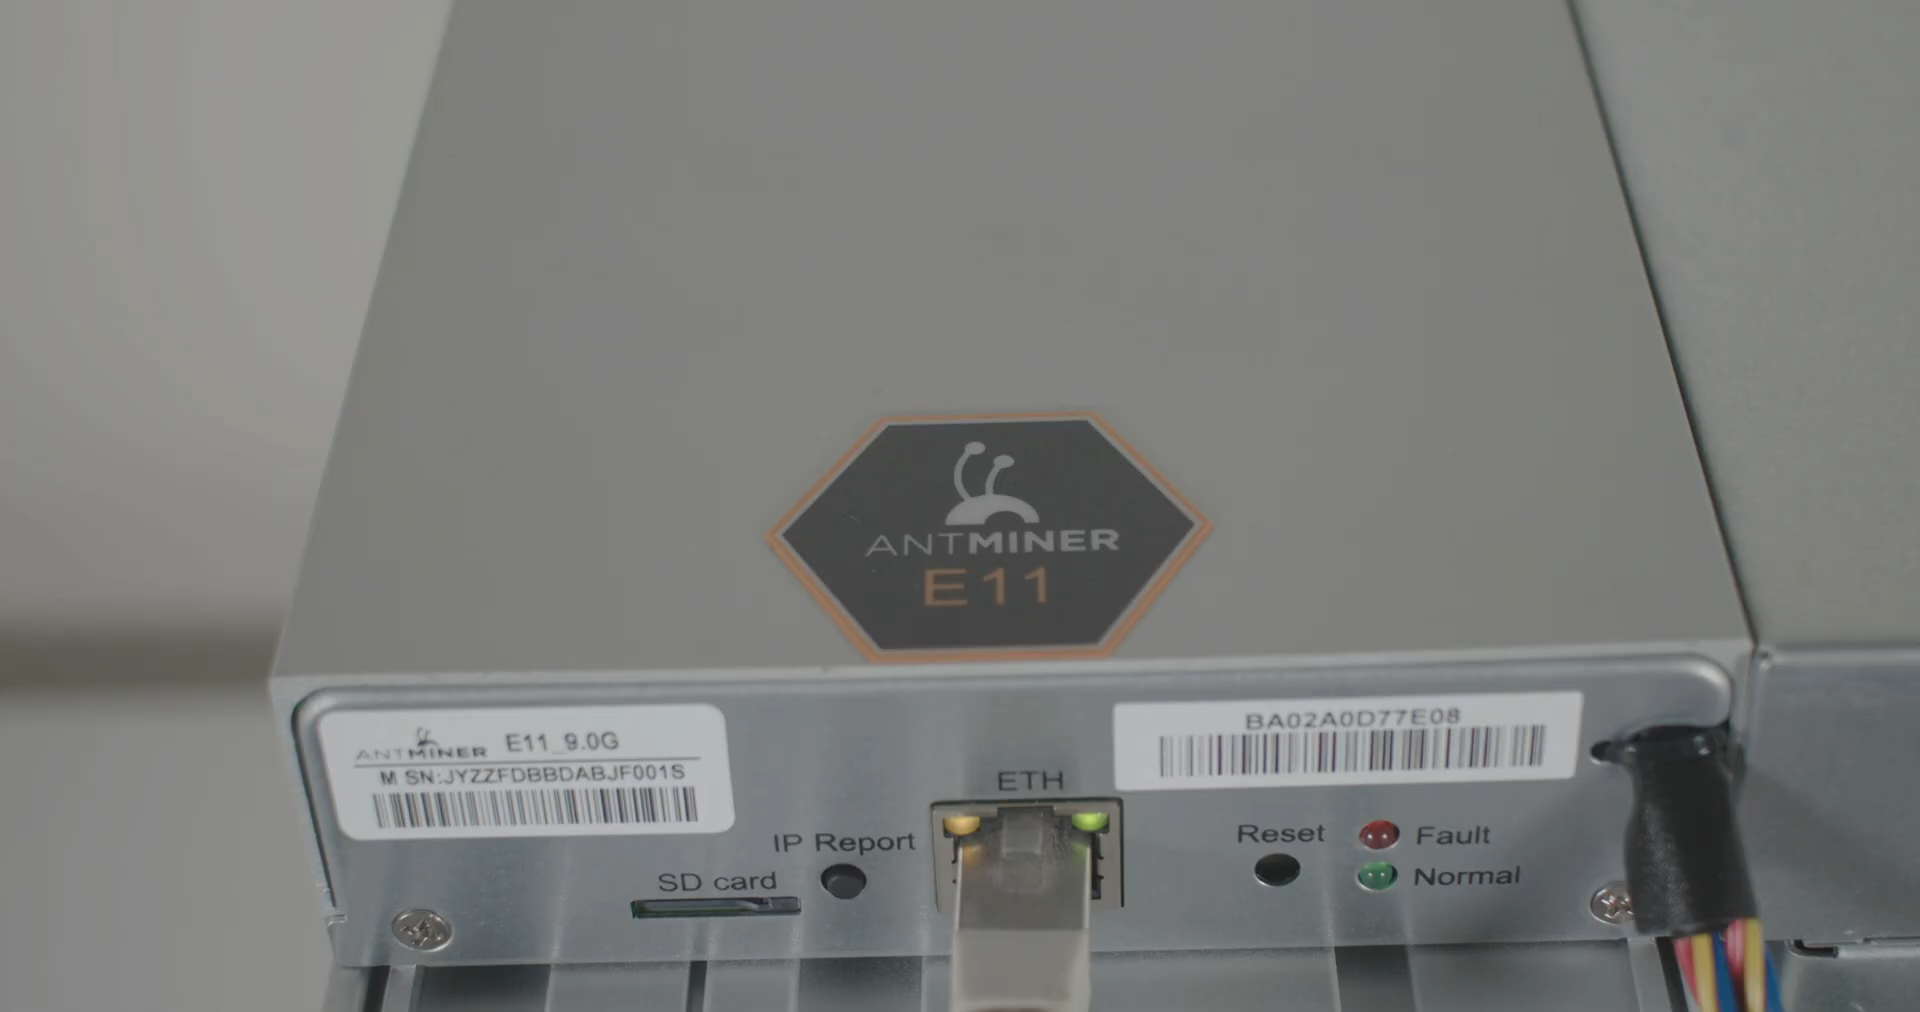 ANTMINER
E11
ANTMINER E11_9.0G
M SN:JYZZFDBBDABJF001S
BA02A0D77E08
ETH
IP Report
SD card
Reset
Fault
Normal